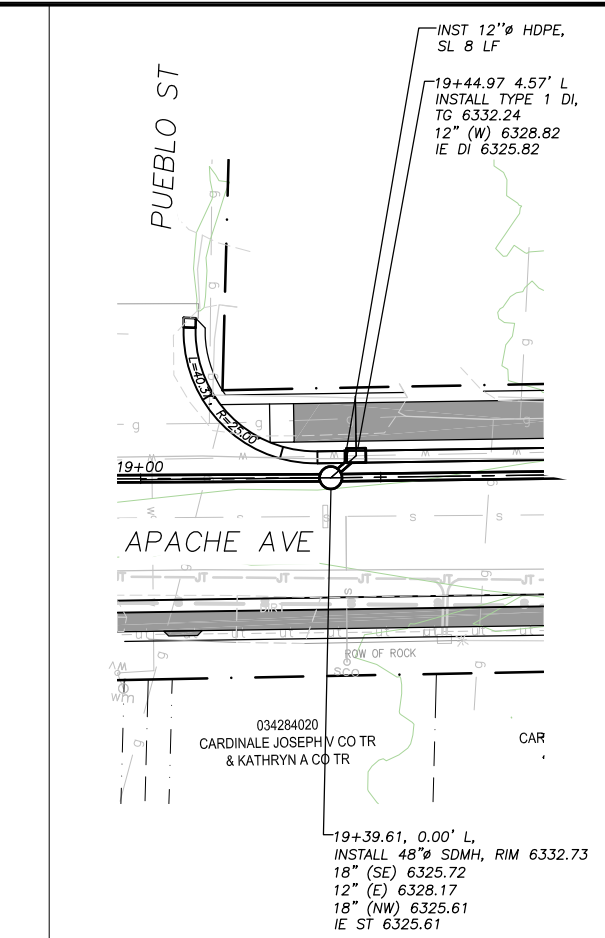 INST 12"ø HDPE,
SL 8 LF
19+44.97 4.57' L
INSTALL TYPE 1 DI,
TG 6332.24
12" (W) 6328.82
IE DI 6325.82
PUEBLO ST
L=40.37', R=25.00'
19+00
APACHE AVE
ROW OF ROCK
SCO
wm
034284020
CARDINALE JOSEPH V CO TR
& KATHRYN A CO TR
CAR
19+39.61, 0.00' L,
INSTALL 48"ø SDMH, RIM 6332.73
18" (SE) 6325.72
12" (E) 6328.17
18" (NW) 6325.61
IE ST 6325.61